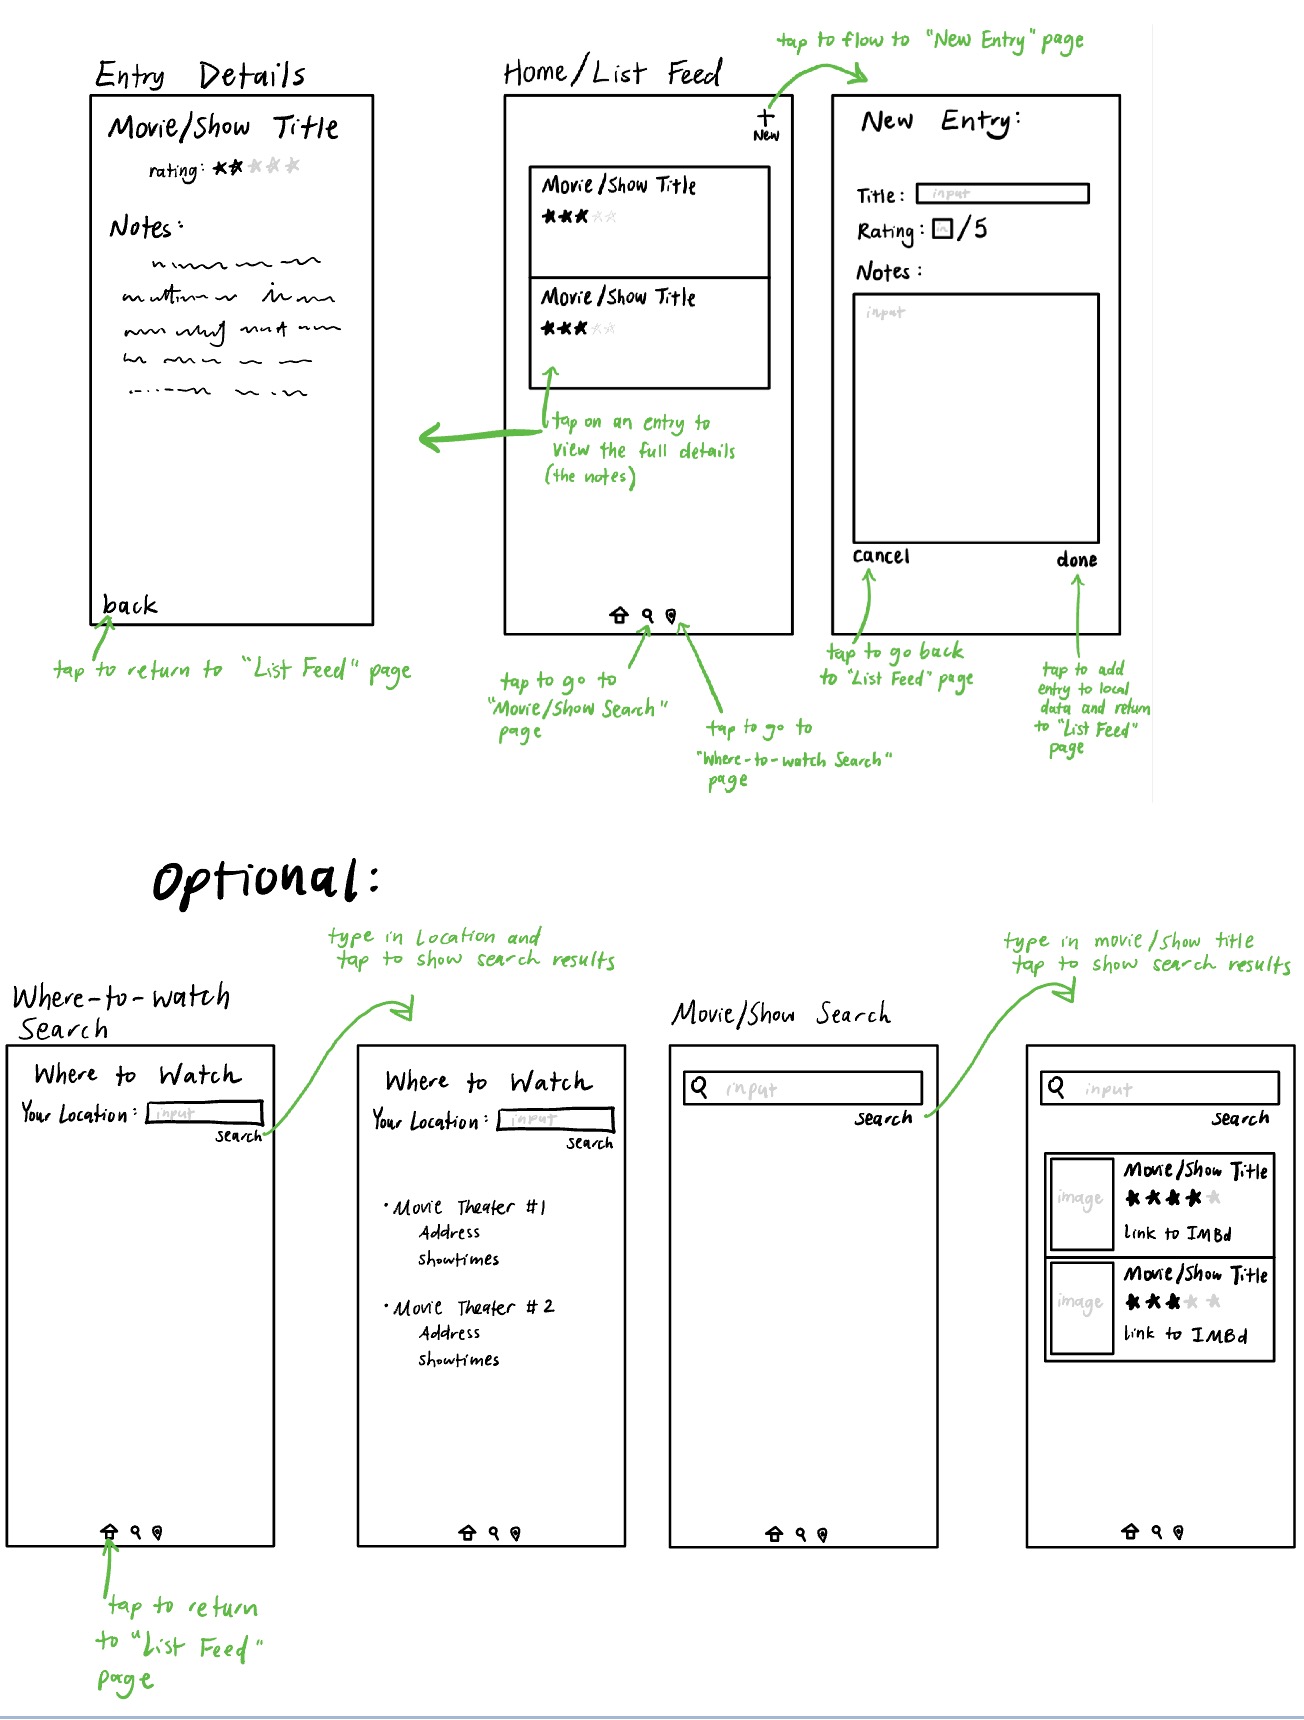 tap to flow to "New Entry" page
Entry Details
Movie/Show Title
rating:
Notes:
back
tap to return to "List Feed" page
Home/List Feed
New
Movie/Show Title
Movie/Show Title
tap on an entry to
view the full details
(the notes)
tap to go to
"Movie/Show Search"
page
tap to go to
"Where-to-watch Search"
page
New Entry:
Title: input
Rating: in /5
Notes:
input
cancel
done
tap to go back
to "List Feed" page
tap to add
entry to local
data and return
to "List Feed"
page
Optional:
type in Location and
tap to show search results
Where-to-watch
Search
Where to Watch
Your Location: input
search
tap to return
to "List Feed"
page
Where to Watch
Your Location: input
search
• Movie Theater #1
Address
showtimes
• Movie Theater #2
Address
showtimes
type in movie/show title
tap to show search results
Movie/Show Search
input
search
input
search
image
Movie/Show Title
link to IMBd
image
Movie/Show Title
link to IMBd